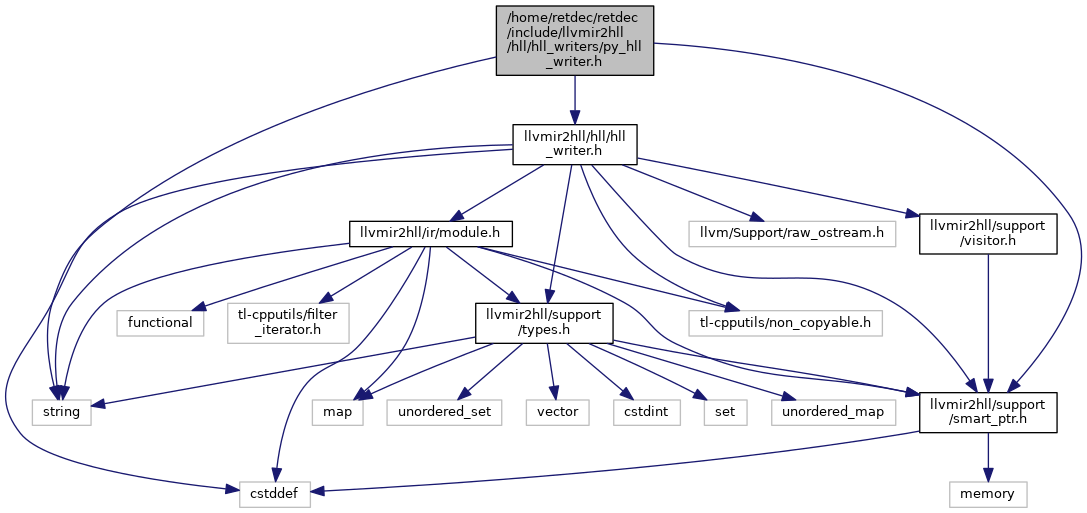 /home/retdec/retdec
/include/llvmir2hll
/hll/hll_writers/py_hll
_writer.h
llvmir2hll/hll/hll
_writer.h
llvmir2hll/ir/module.h
llvm/Support/raw_ostream.h
llvmir2hll/support
/visitor.h
functional
tl-cpputils/filter
_iterator.h
llvmir2hll/support
/types.h
tl-cpputils/non_copyable.h
string
map
unordered_set
vector
cstdint
set
unordered_map
llvmir2hll/support
/smart_ptr.h
cstddef
memory